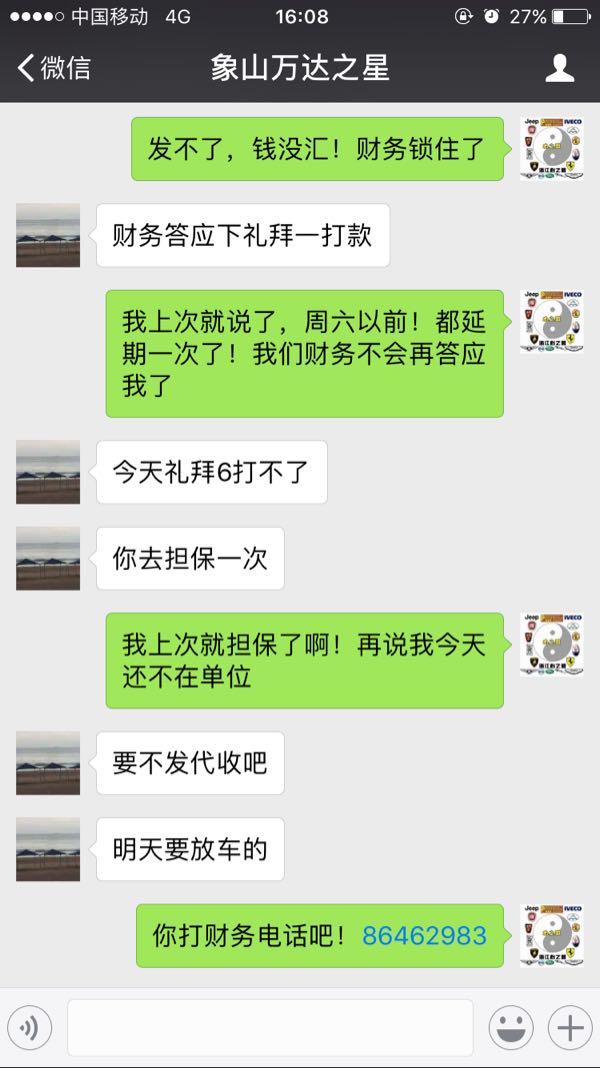 中国移动 4G 16:08 27%
微信 象山万达之星
发不了，钱没汇！财务锁住了
财务答应下礼拜一打款
我上次就说了，周六以前！都延
期一次了！我们财务不会再答应
我了
今天礼拜6打不了
你去担保一次
我上次就担保了啊！再说我今天
还不在单位
要不发代收吧
明天要放车的
你打财务电话吧！86462983